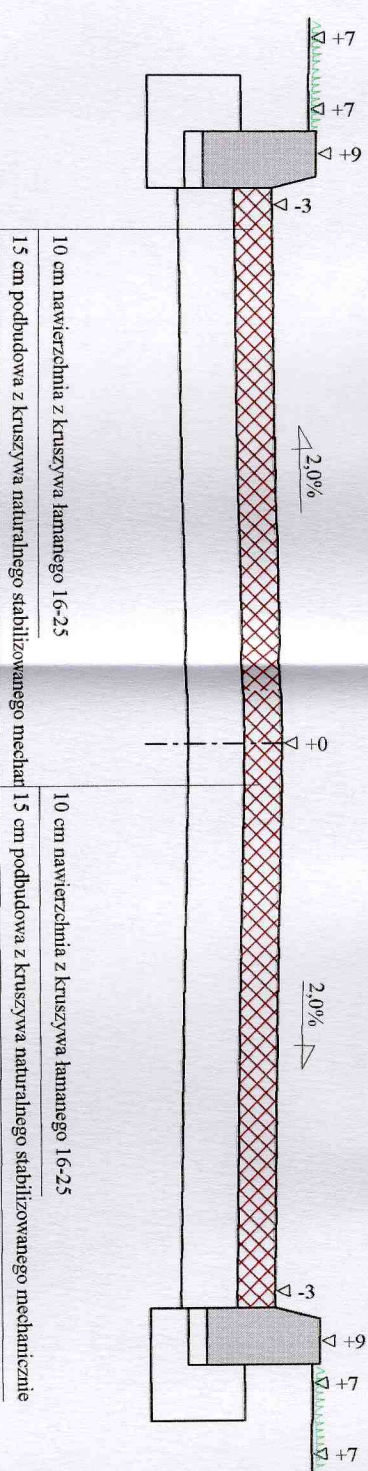 +7
+7
+9
-3
2,0%
+0
2,0%
-3
+9
+7
+7
10 cm nawierzchnia z kruszywa łamanego 16-25
15 cm podbudowa z kruszywa naturalnego stabilizowanego mechan
10 cm nawierzchnia z kruszywa łamanego 16-25
15 cm podbudowa z kruszywa naturalnego stabilizowanego mechanicznie